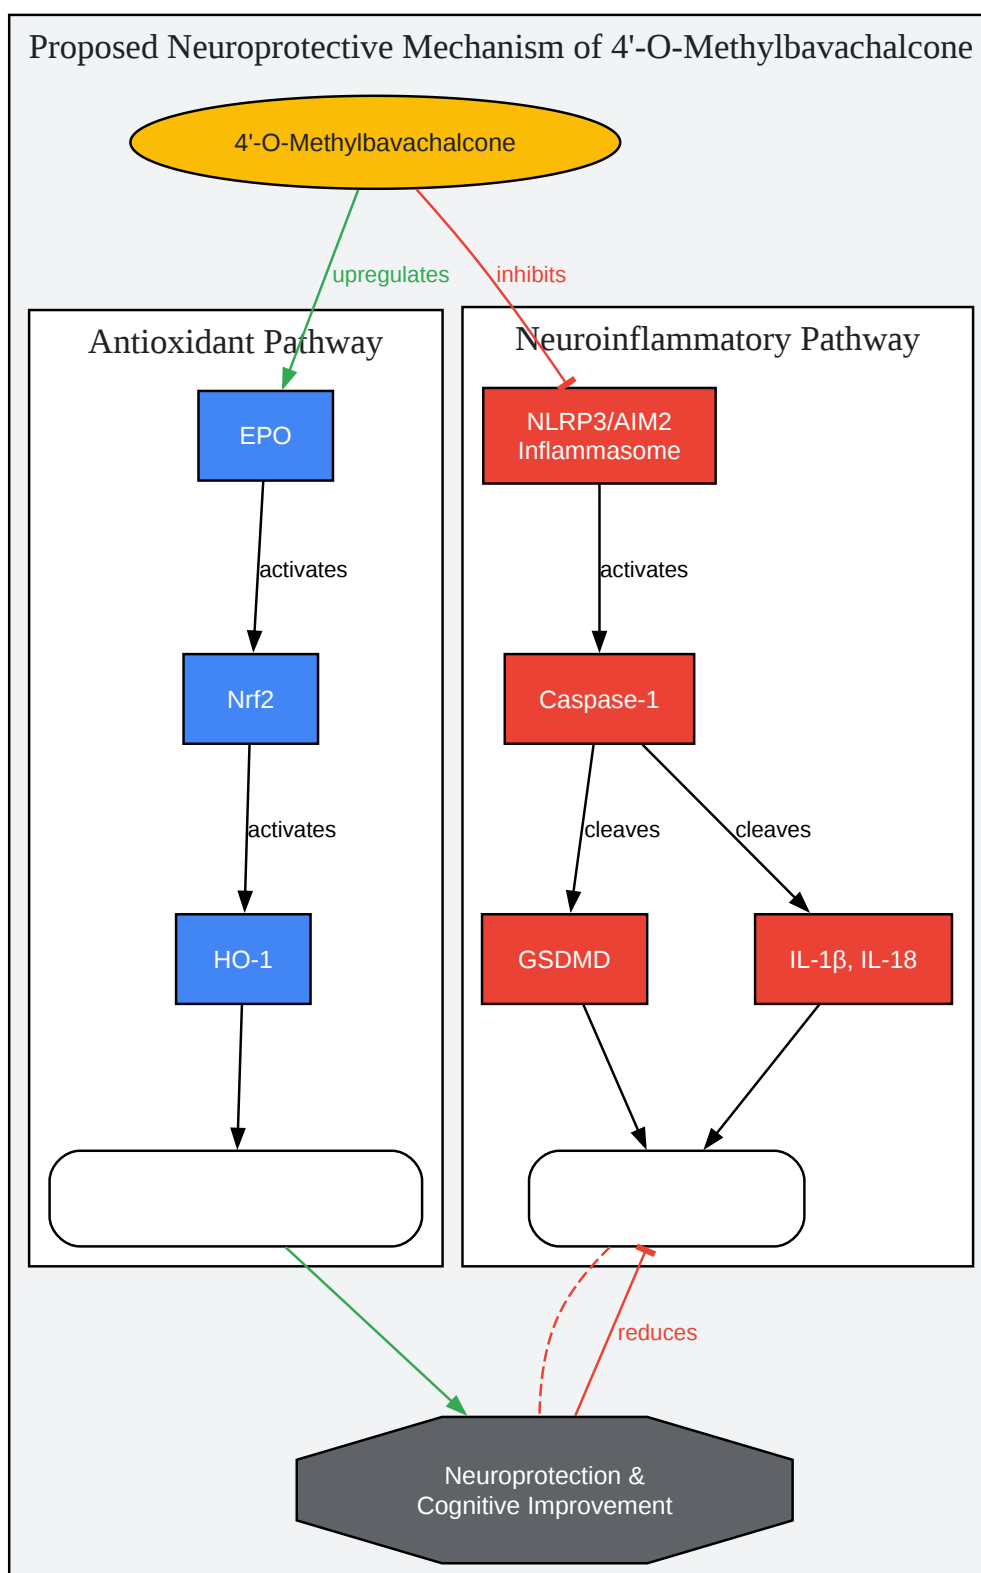 Proposed Neuroprotective Mechanism of 4'-O-Methylbavachalcone
4'-O-Methylbavachalcone
upregulates
inhibits
Antioxidant Pathway
Neuroinflammatory Pathway
EPO
NLRP3/AIM2
Inflammasome
activates
activates
Nrf2
Caspase-1
activates
cleaves
cleaves
HO-1
GSDMD
IL-1β, IL-18
reduces
Neuroprotection &
Cognitive Improvement